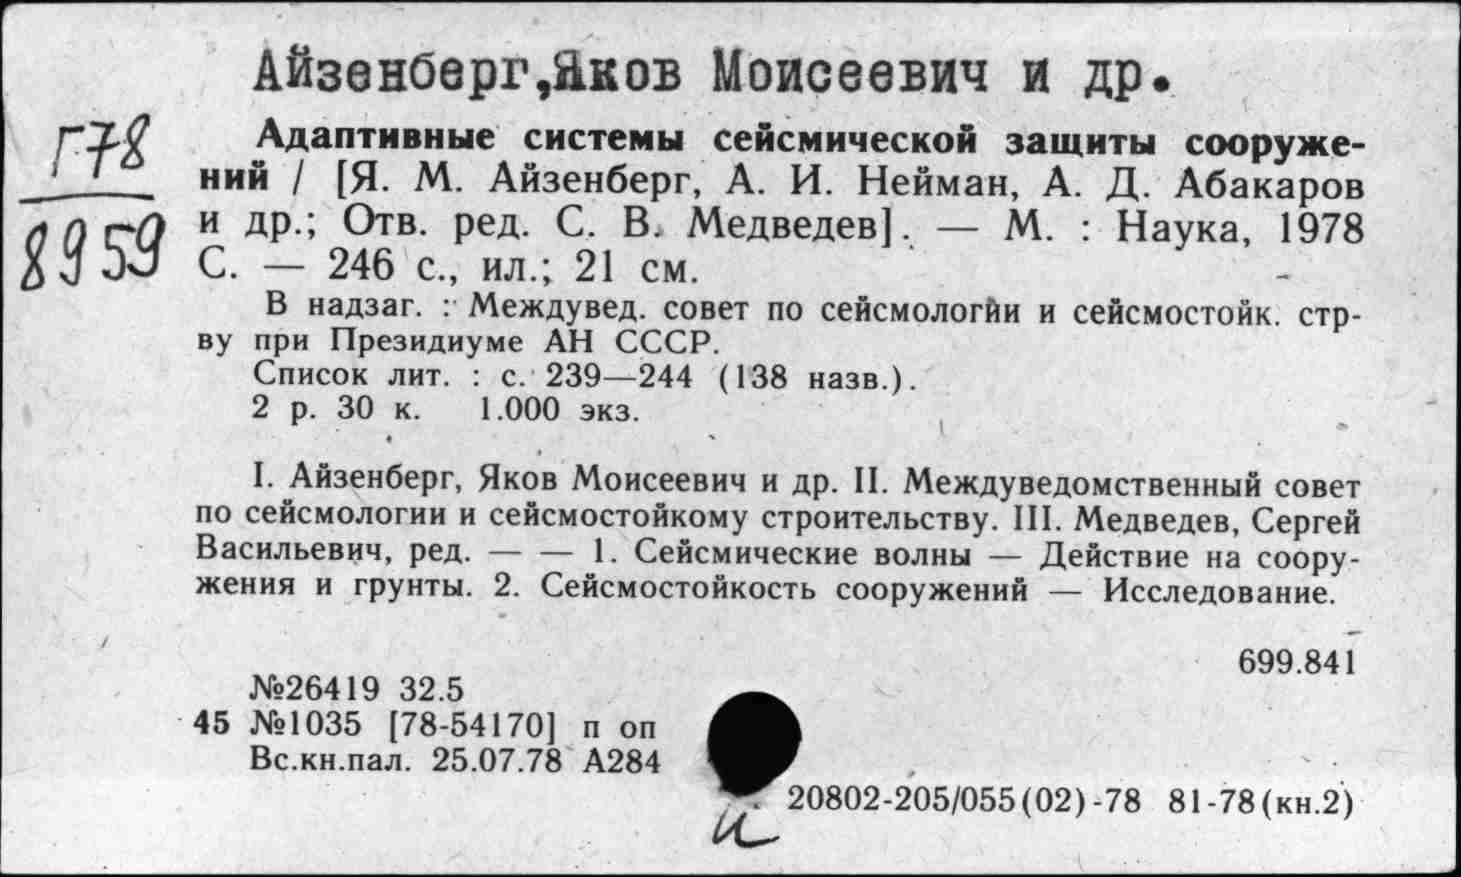 Айзенберг,Яков Моисеевич и др.
Г78
8959
Адаптивные системы сейсмической защиты сооруже-
ний / [Я. М. Айзенберг, А. И. Нейман, А. Д. Абакаров
и др.; Отв. ред. С. В. Медведев]. — М. : Наука, 1978
С. — 246 с., ил.; 21 см.
В надзаг. : Междувед. совет по сейсмологии и сейсмостойк. стр-
ву при Президиуме АН СССР.
Список лит. : с. 239—244 (138 назв.).
2 р. 30 к. 1.000 экз.
I. Айзенберг, Яков Моисеевич и др. II. Междуведомственный совет
по сейсмологии и сейсмостойкому строительству. III. Медведев, Сергей
Васильевич, ред. — — 1. Сейсмические волны — Действие на соору-
жения и грунты. 2. Сейсмостойкость сооружений — Исследование.
699.841
№26419 32.5
45 №1035 [78-54170] п оп
Вс.кн.пал. 25.07.78 А284
20802-205/055(02)-78 81-78(кн.2)
и